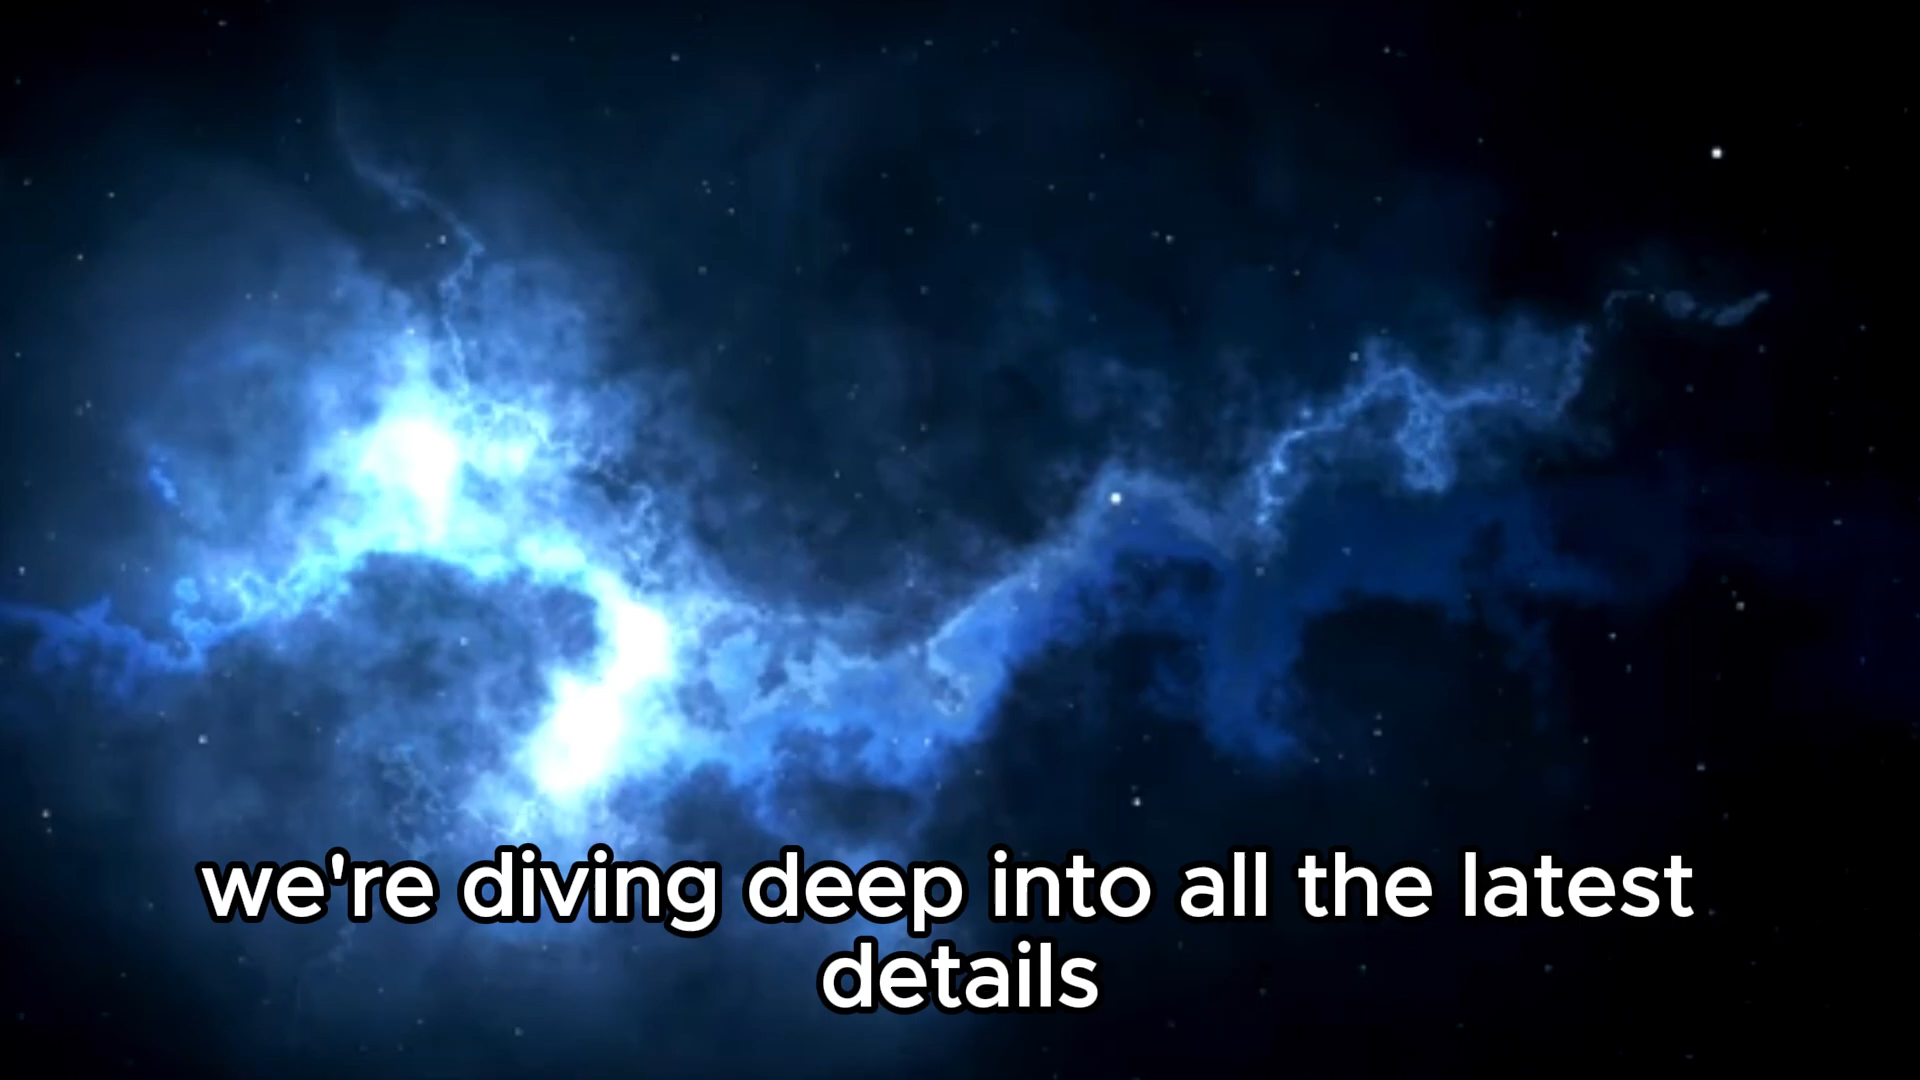 we're diving deep into all the latest
details